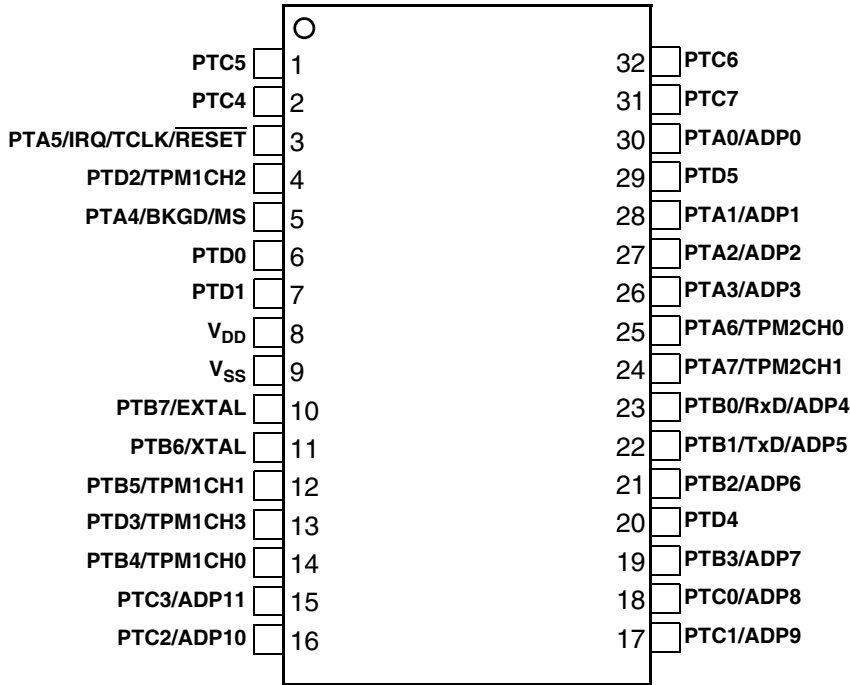 PTC5 1 32 PTC6
PTC4 2 31 PTC7
PTA5/IRQ/TCLK/RESET 3 30 PTA0/ADP0
PTD2/TPM1CH2 4 29 PTD5
PTA4/BKGD/MS 5 28 PTA1/ADP1
PTD0 6 27 PTA2/ADP2
PTD1 7 26 PTA3/ADP3
VDD 8 25 PTA6/TPM2CH0
VSS 9 24 PTA7/TPM2CH1
PTB7/EXTAL 10 23 PTB0/RxD/ADP4
PTB6/XTAL 11 22 PTB1/TxD/ADP5
PTB5/TPM1CH1 12 21 PTB2/ADP6
PTD3/TPM1CH3 13 20 PTD4
PTB4/TPM1CH0 14 19 PTB3/ADP7
PTC3/ADP11 15 18 PTC0/ADP8
PTC2/ADP10 16 17 PTC1/ADP9